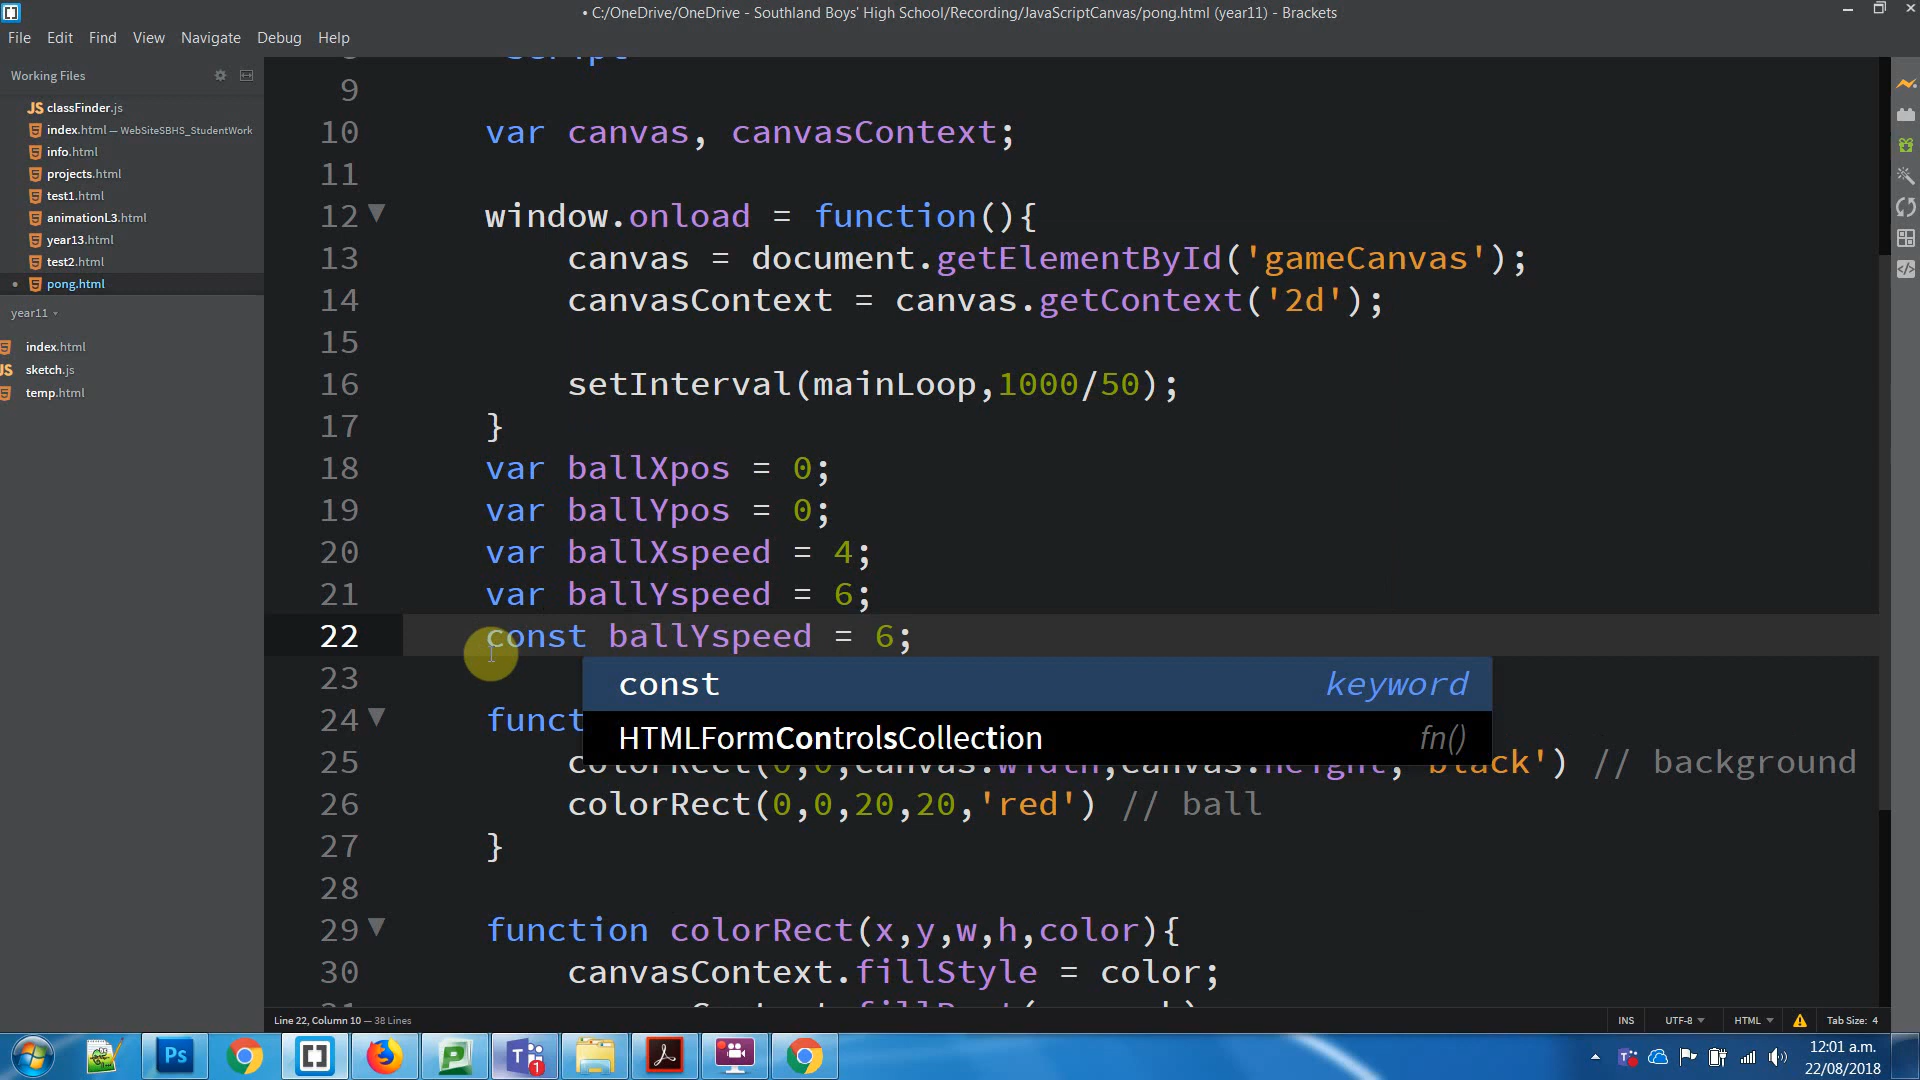 • C:/OneDrive/OneDrive - Southland Boys' High School/Recording/JavaScriptCanvas/pong.html (year11) - Brackets
File Edit Find View Navigate Debug Help
Working Files
classFinder.js
index.html — WebSiteSBHS_StudentWork
info.html
projects.html
test1.html
animationL3.html
year13.html
test2.html
pong.html
year11
index.html
sketch.js
temp.html
9
10 var canvas, canvasContext;
11
12 window.onload = function(){
13 canvas = document.getElementById('gameCanvas');
14 canvasContext = canvas.getContext('2d');
15
16 setInterval(mainLoop,1000/50);
17 }
18 var ballXpos = 0;
19 var ballYpos = 0;
20 var ballXspeed = 4;
21 var ballYspeed = 6;
22 const ballYspeed = 6;
const keyword
23
24 funct
HTMLFormControlsCollection fn()
25 colorRect(0,0,canvas.width,canvas.height,'black') // background
26 colorRect(0,0,20,20,'red') // ball
27 }
28
29 function colorRect(x,y,w,h,color){
30 canvasContext.fillStyle = color;
Line 22, Column 10 — 38 Lines
INS UTF-8 HTML Tab Size: 4
12:01 a.m.
22/08/2018